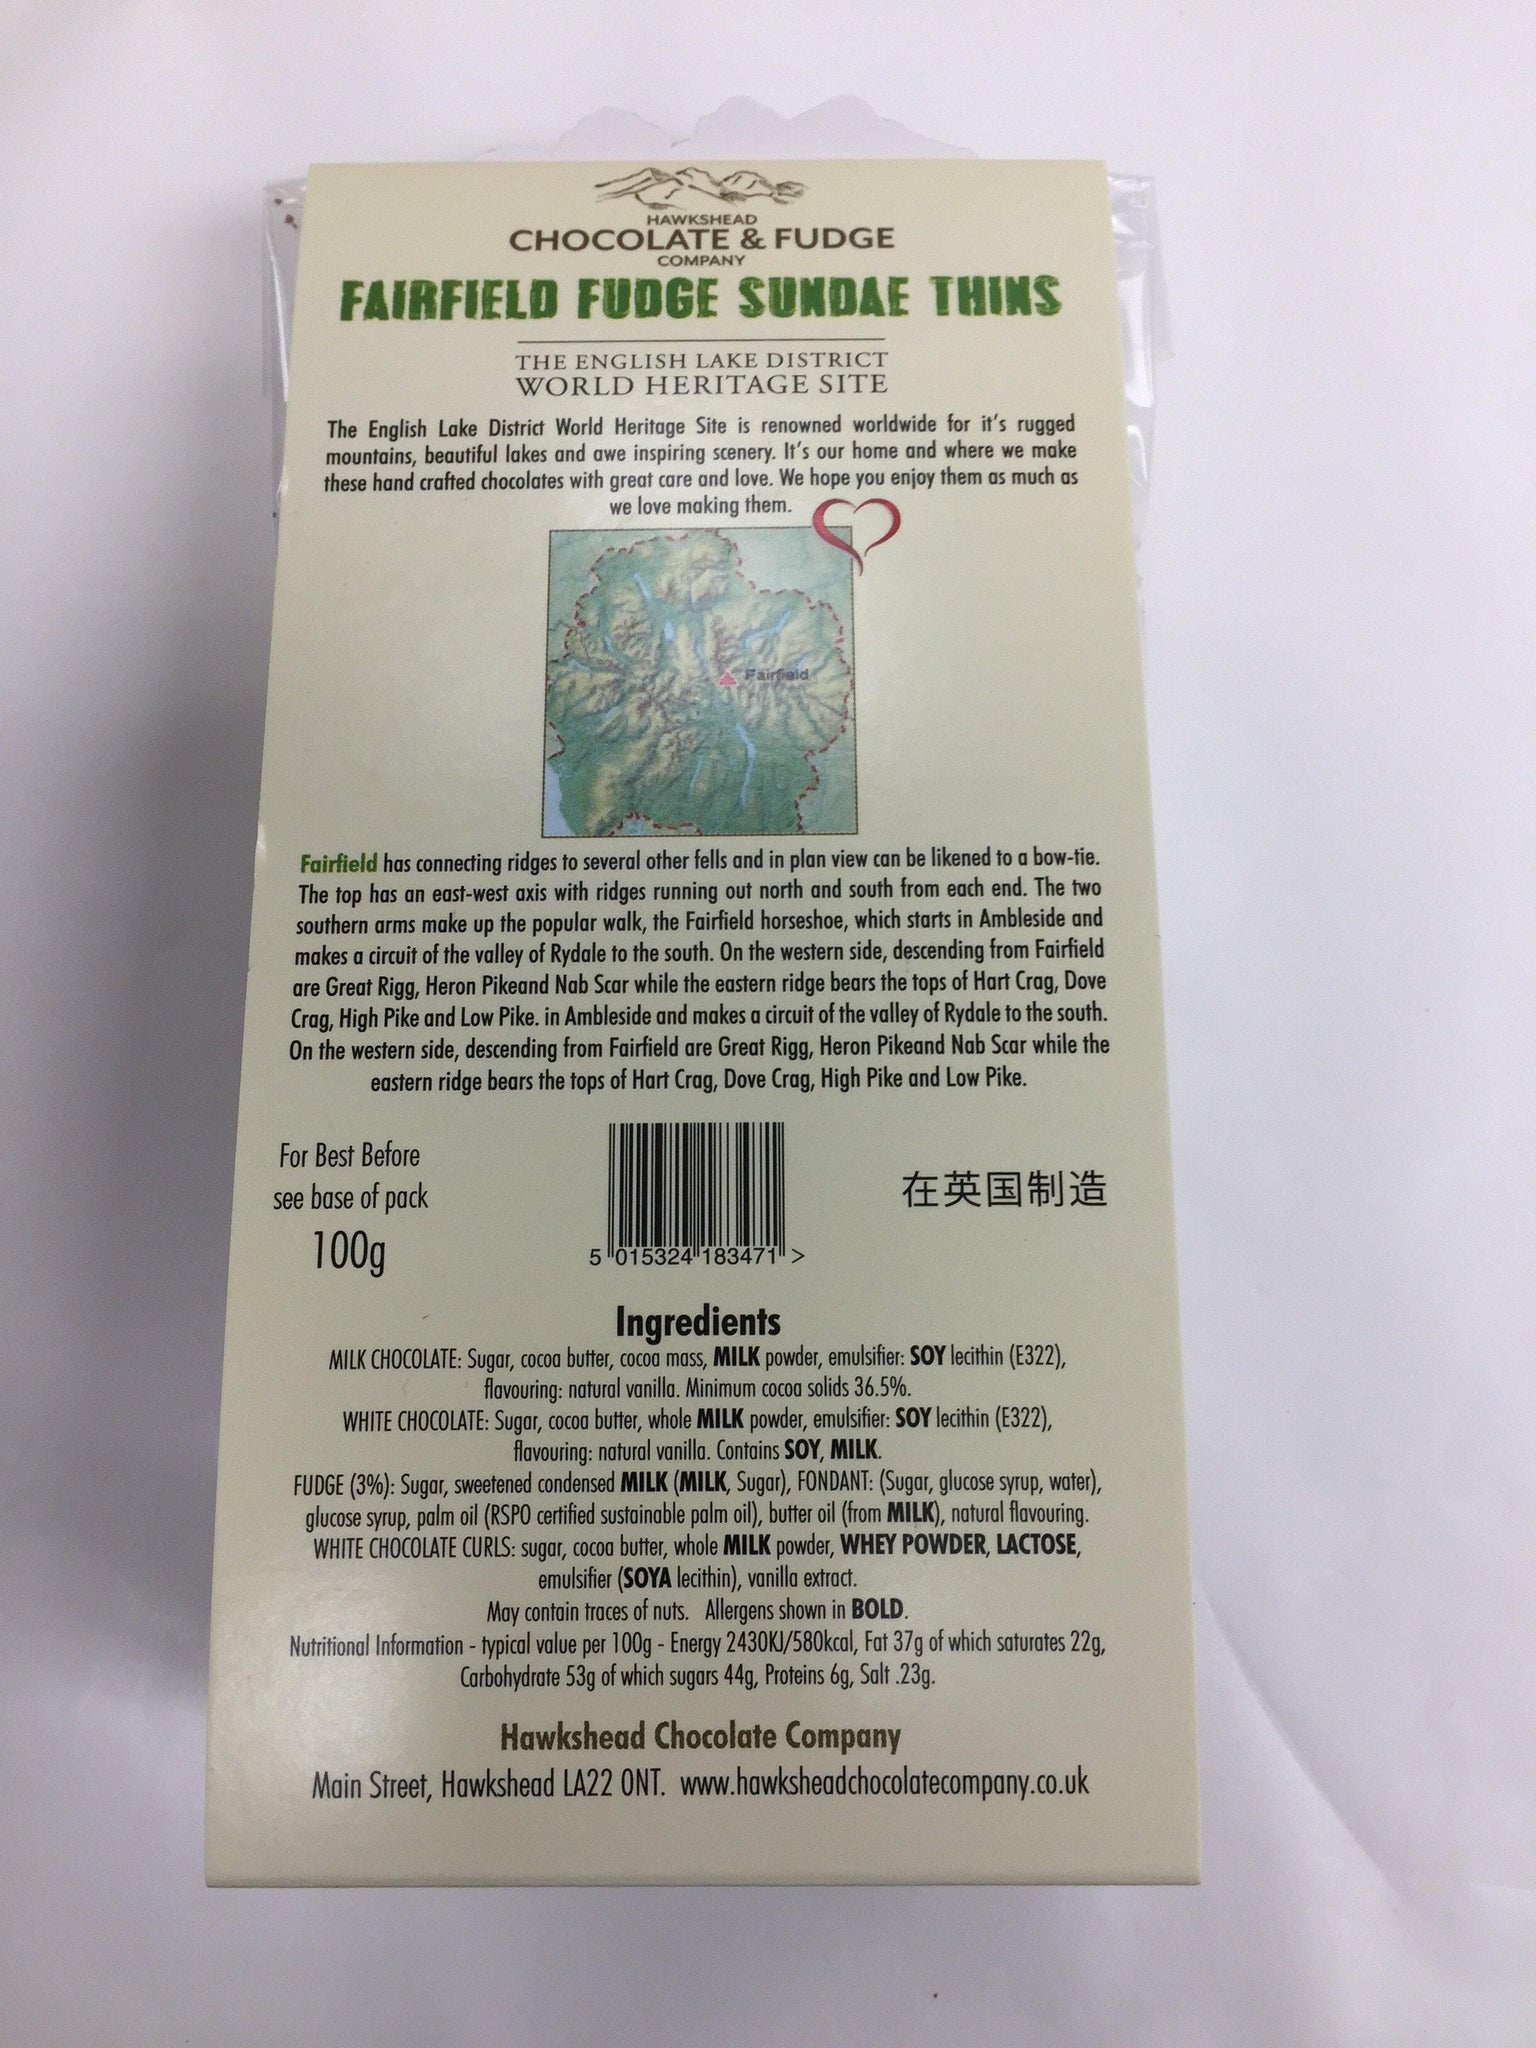 HAWKSHEAD
CHOCOLATE & FUDGE
COMPANY
FAIRFIELD FUDGE SUNDAE THINS
THE ENGLISH LAKE DISTRICT
WORLD HERITAGE SITE
The English Lake District World Heritage Site is renowned worldwide for it's rugged
mountains, beautiful lakes and awe inspiring scenery. It's our home and where we make
these hand crafted chocolates with great care and love. We hope you enjoy them as much as
we love making them.
Fairfield
Fairfield has connecting ridges to several other fells and in plan view can be likened to a bow-tie.
The top has an east-west axis with ridges running out north and south from each end. The two
southern arms make up the popular walk, the Fairfield horseshoe, which starts in Ambleside and
makes a circuit of the valley of Rydale to the south. On the western side, descending from Fairfield
are Great Rigg, Heron Pikeand Nab Scar while the eastern ridge bears the tops of Hart Crag, Dove
Crag, High Pike and Low Pike. in Ambleside and makes a circuit of the valley of Rydale to the south.
On the western side, descending from Fairfield are Great Rigg, Heron Pikeand Nab Scar while the
eastern ridge bears the tops of Hart Crag, Dove Crag, High Pike and Low Pike.
For Best Before
see base of pack
100g
5 015324 183471 >
在英国制造
Ingredients
MILK CHOCOLATE: Sugar, cocoa butter, cocoa mass, MILK powder, emulsifier: SOY lecithin (E322),
flavouring: natural vanilla. Minimum cocoa solids 36.5%.
WHITE CHOCOLATE: Sugar, cocoa butter, whole MILK powder, emulsifier: SOY lecithin (E322),
flavouring: natural vanilla. Contains SOY, MILK.
FUDGE (3%): Sugar, sweetened condensed MILK (MILK, Sugar), FONDANT: (Sugar, glucose syrup, water),
glucose syrup, palm oil (RSPO certified sustainable palm oil), butter oil (from MILK), natural flavouring.
WHITE CHOCOLATE CURLS: sugar, cocoa butter, whole MILK powder, WHEY POWDER, LACTOSE,
emulsifier (SOYA lecithin), vanilla extract.
May contain traces of nuts. Allergens shown in BOLD.
Nutritional Information - typical value per 100g - Energy 2430KJ/580kcal, Fat 37g of which saturates 22g,
Carbohydrate 53g of which sugars 44g, Proteins 6g, Salt .23g.
Hawkshead Chocolate Company
Main Street, Hawkshead LA22 0NT. www.hawksheadchocolatecompany.co.uk